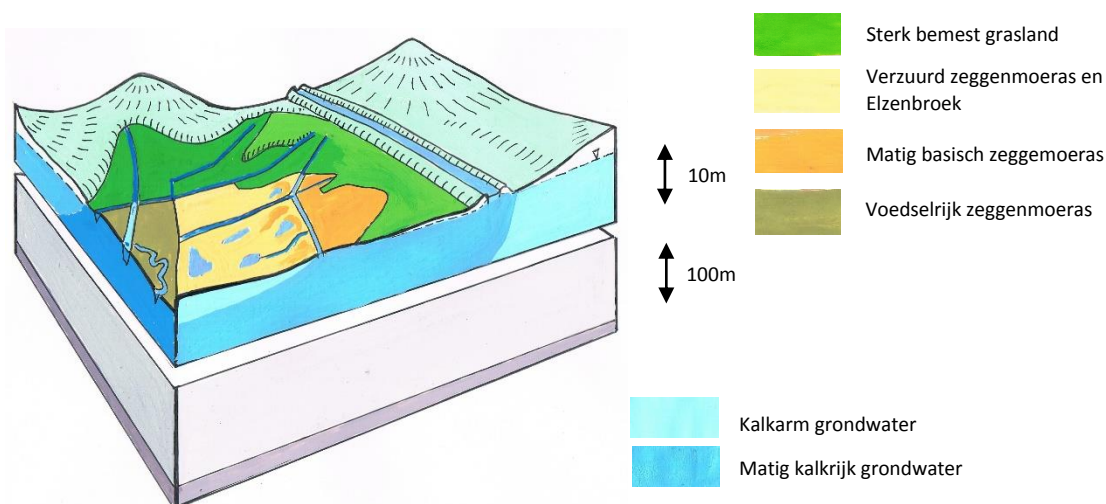 Sterk bemest grasland
Verzuurd zeggenmoeras en
Elzenbroek
Matig basisch zeggemoeras
10m
Voedselrijk zeggenmoeras
100m
Kalkarm grondwater
Matig kalkrijk grondwater